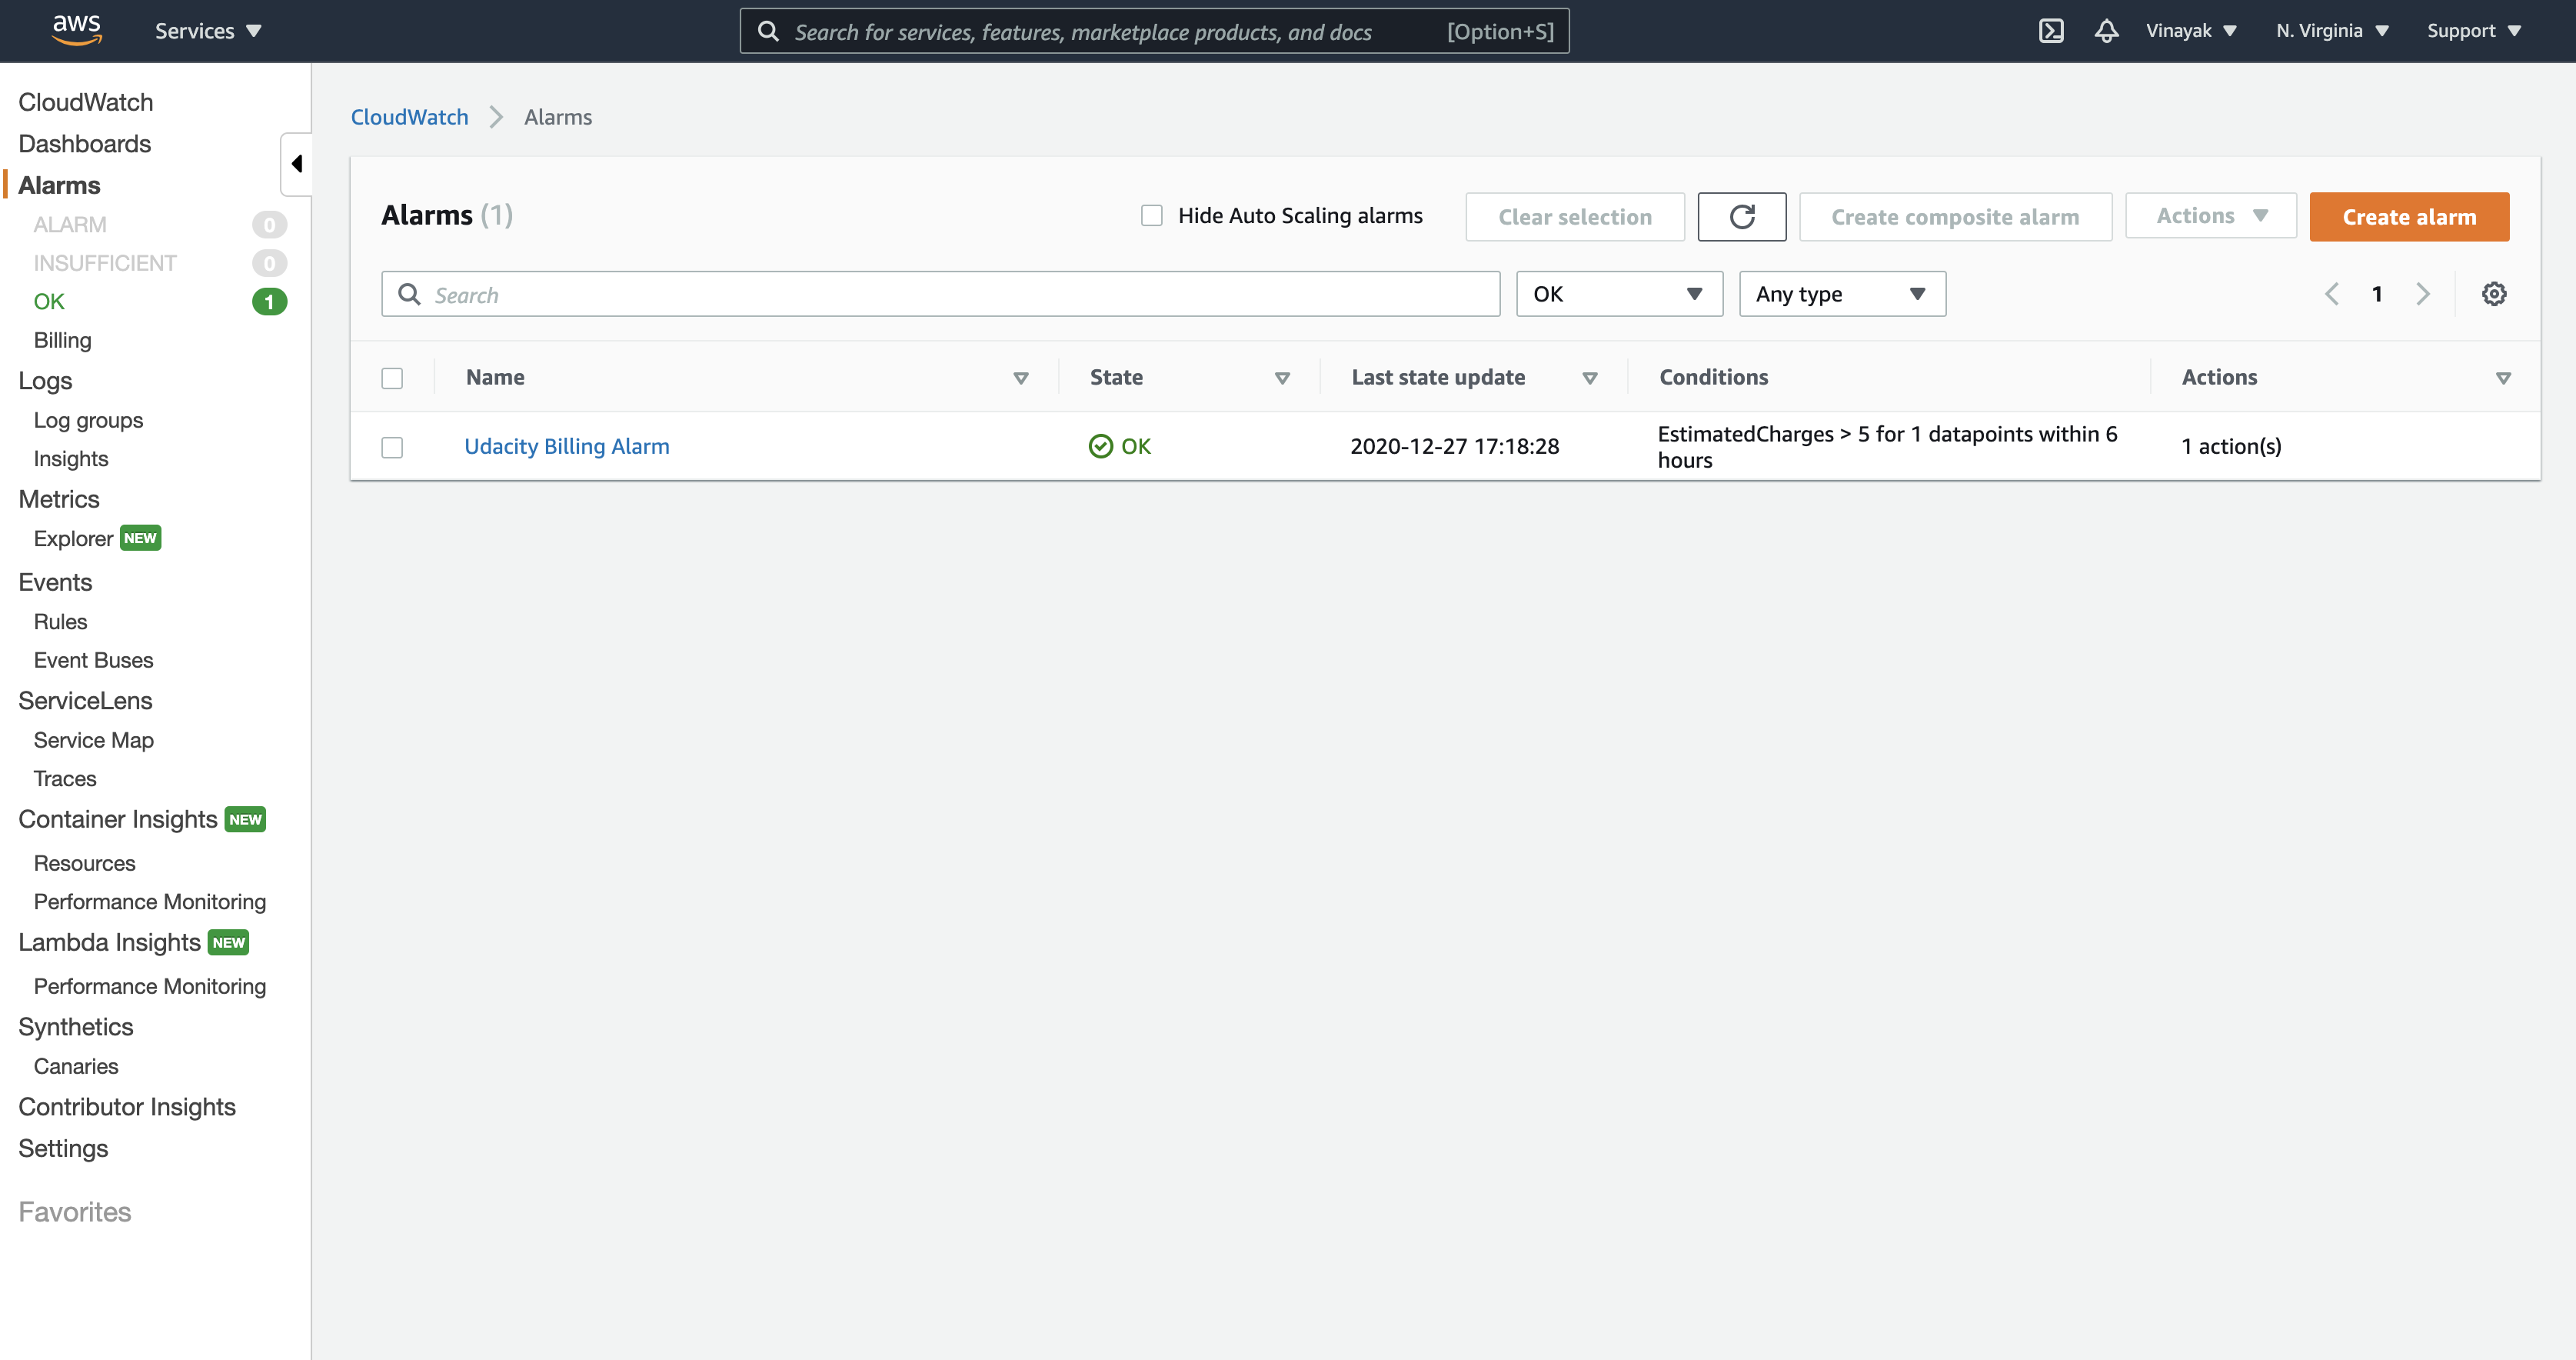 aws
Services
Search for services, features, marketplace products, and docs
[Option+S]
Vinayak
N. Virginia
Support
CloudWatch
Dashboards
Alarms
ALARM 0
INSUFFICIENT 0
OK 1
Billing
Logs
Log groups
Insights
Metrics
Explorer NEW
Events
Rules
Event Buses
ServiceLens
Service Map
Traces
Container Insights NEW
Resources
Performance Monitoring
Lambda Insights NEW
Performance Monitoring
Synthetics
Canaries
Contributor Insights
Settings
Favorites
CloudWatch
Alarms
Alarms (1)
Hide Auto Scaling alarms
Clear selection
Create composite alarm
Actions
Create alarm
Search
OK
Any type
1
Name
State
Last state update
Conditions
Actions
Udacity Billing Alarm
OK
2020-12-27 17:18:28
EstimatedCharges > 5 for 1 datapoints within 6
hours
1 action(s)